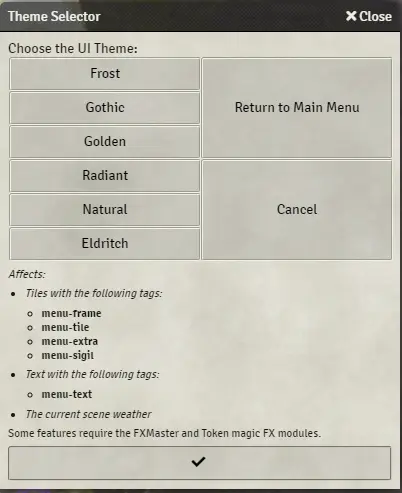 Theme Selector
Close
Choose the UI Theme:
Frost
Gothic
Golden
Radiant
Natural
Eldritch
Return to Main Menu
Cancel
Affects:
Tiles with the following tags:
menu-frame
menu-tile
menu-extra
menu-sigil
Text with the following tags:
menu-text
The current scene weather
Some features require the FXMaster and Token magic FX modules.